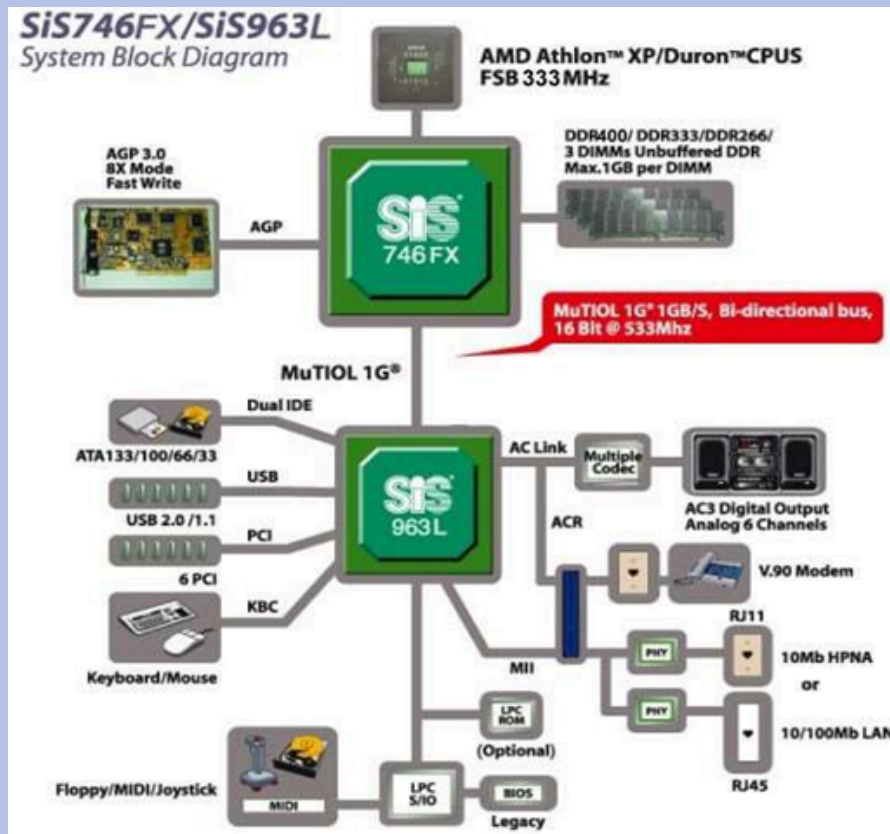 SiS746FX/SiS963L
System Block Diagram
AMD Athlon™ XP/Duron™CPUS
FSB 333MHz
AGP 3.0
8X Mode
Fast Write
DDR400/ DDR333/DDR266/
3 DIMMs Unbuffered DDR
Max.1GB per DIMM
AGP
SiS®
746FX
MuTIOL 1G® 1GB/S, Bi-directional bus,
16 Bit @ 533Mhz
MuTIOL 1G®
Dual IDE
ATA133/100/66/33
USB
USB 2.0 /1.1
PCI
6 PCI
KBC
Keyboard/Mouse
SiS
963L
AC Link
Multiple
Codec
AC3 Digital Output
Analog 6 Channels
ACR
V.90 Modem
RJ11
MII
PHY
10Mb HPNA
or
PHY
10/100Mb LAN
RJ45
LPC
ROM
(Optional)
Floppy/MIDI/Joystick
MIDI
LPC
S/IO
BIOS
Legacy